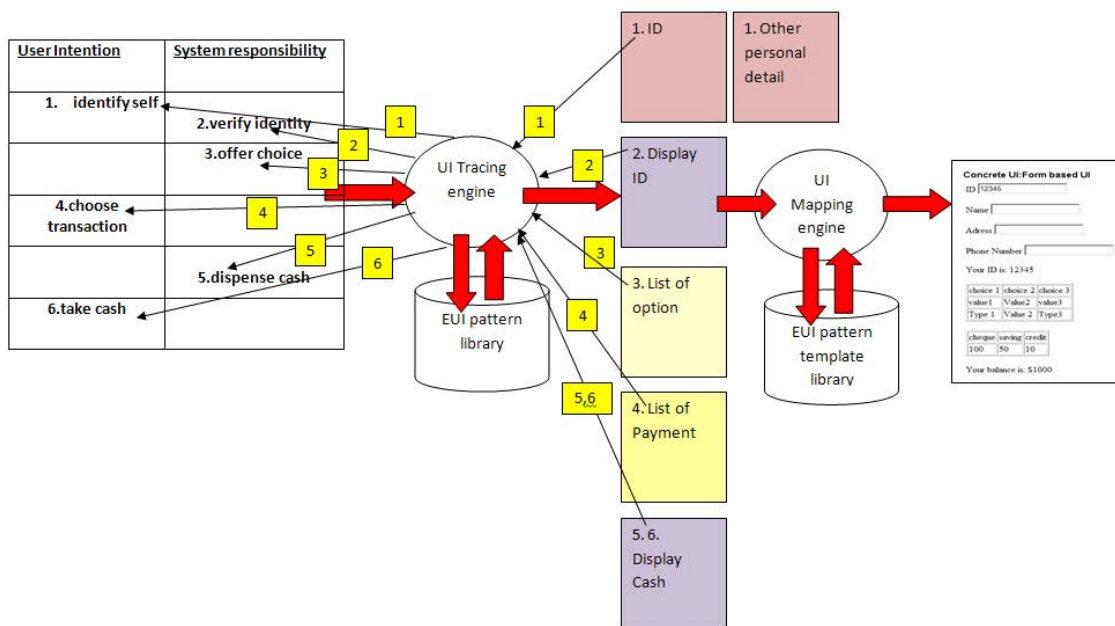 User Intention
System responsibility
1. identify self
2.verify identity
3.offer choice
4.choose
transaction
5.dispense cash
6.take cash
1
2
3
4
5
6
UI Tracing
engine
EUI pattern
library
1
2
3
4
5,6
1. ID
1. Other
personal
detail
2. Display
ID
3. List of
option
4. List of
Payment
5. 6.
Display
Cash
UI
Mapping
engine
EUI pattern
template
library
Concrete UI:Form based UI
ID 12345
Name
Adress
Phone Number
Your ID is: 12345
choice 1 choice 2 choice 3
value1 Value2 value3
Type 1 Value 2 Type3
cheque saving credit
100 50 10
Your balance is: $1000